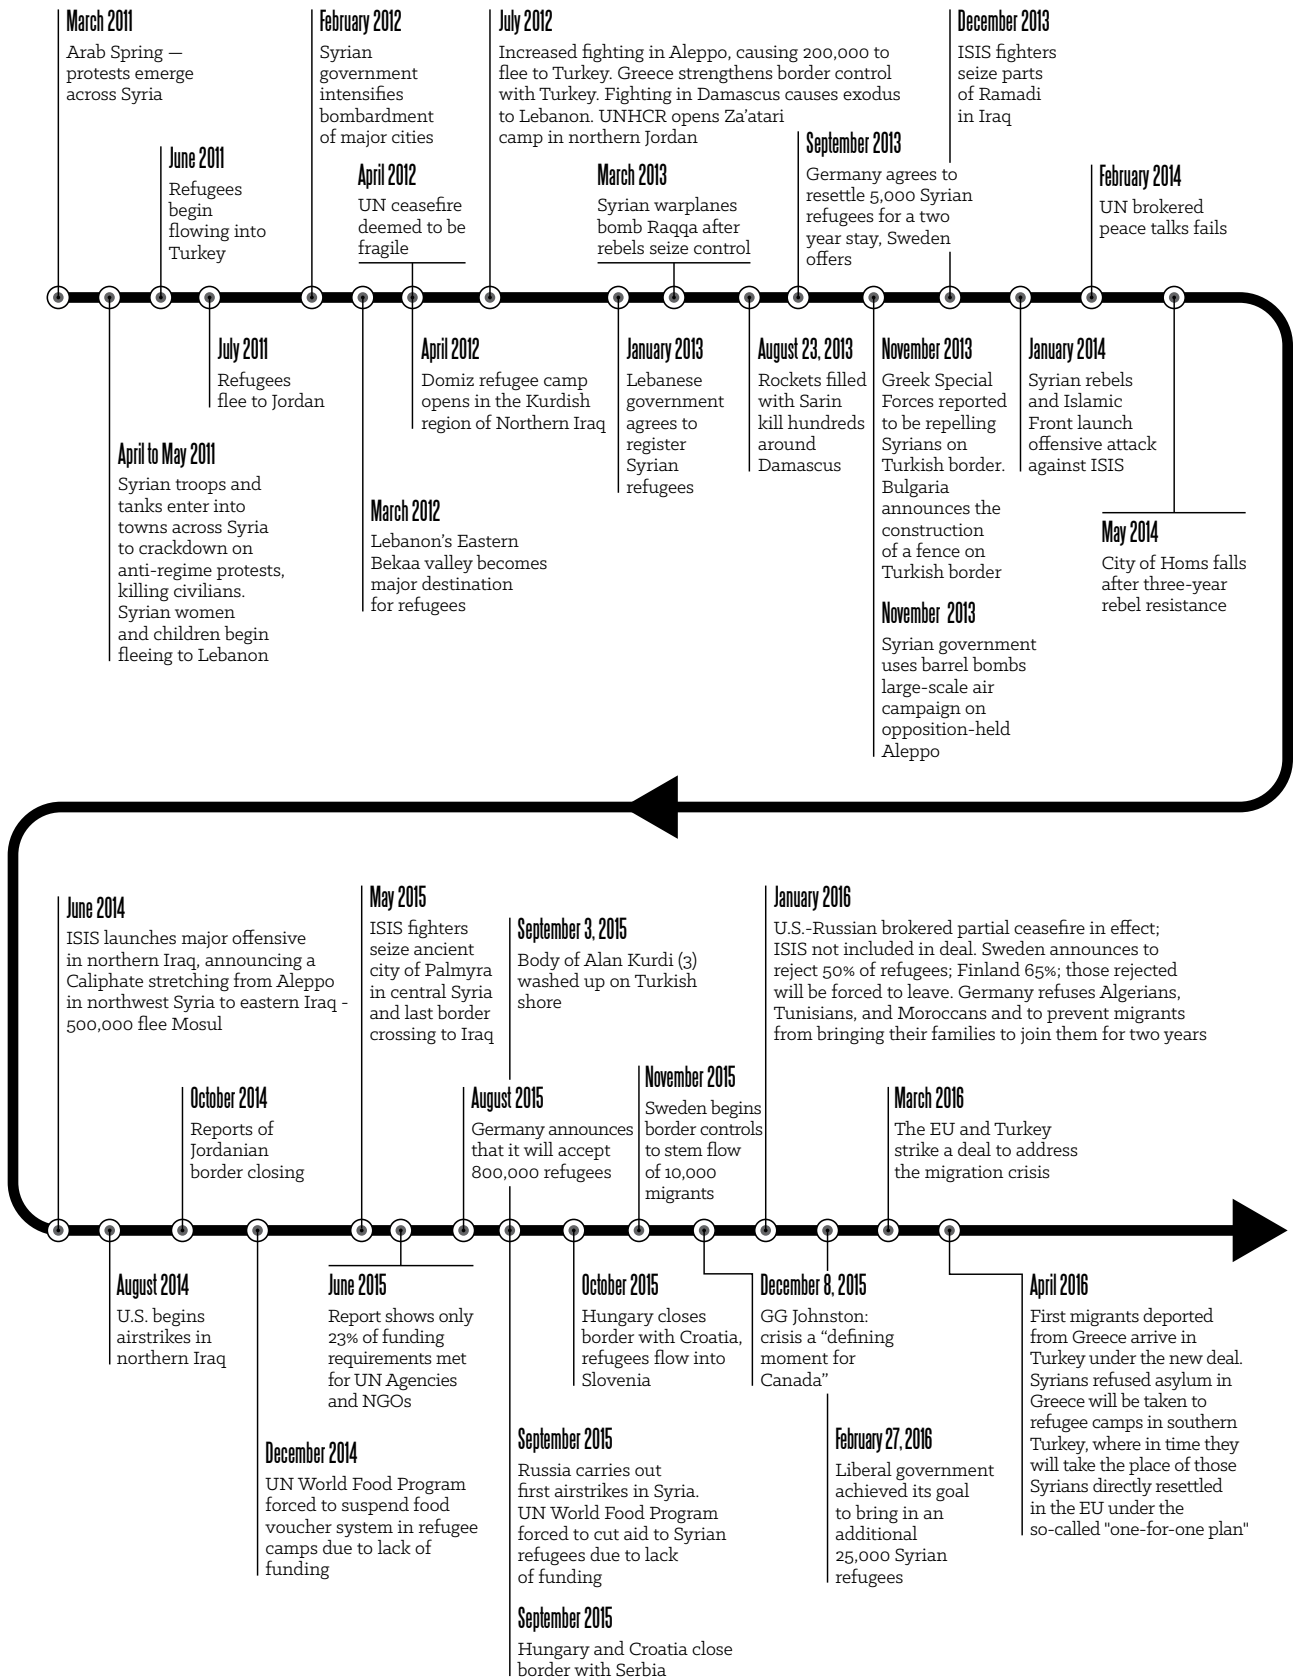 March 2011
Arab Spring —
protests emerge
across Syria
April to May 2011
Syrian troops and
tanks enter into
towns across Syria
to crackdown on
anti-regime protests,
killing civilians.
Syrian women
and children begin
fleeing to Lebanon
June 2011
Refugees
begin
flowing into
Turkey
July 2011
Refugees
flee to Jordan
February 2012
Syrian
government
intensifies
bombardment
of major cities
March 2012
Lebanon's Eastern
Bekaa valley becomes
major destination
for refugees
April 2012
UN ceasefire
deemed to be
fragile
April 2012
Domiz refugee camp
opens in the Kurdish
region of Northern Iraq
July 2012
Increased fighting in Aleppo, causing 200,000 to
flee to Turkey. Greece strengthens border control
with Turkey. Fighting in Damascus causes exodus
to Lebanon. UNHCR opens Za'atari
camp in northern Jordan
January 2013
Lebanese
government
agrees to
register
Syrian
refugees
March 2013
Syrian warplanes
bomb Raqqa after
rebels seize control
August 23, 2013
Rockets filled
with Sarin
kill hundreds
around
Damascus
September 2013
Germany agrees to
resettle 5,000 Syrian
refugees for a two
year stay, Sweden
offers
November 2013
Greek Special
Forces reported
to be repelling
Syrians on
Turkish border.
Bulgaria
announces the
construction
of a fence on
Turkish border
November 2013
Syrian government
uses barrel bombs
large-scale air
campaign on
opposition-held
Aleppo
December 2013
ISIS fighters
seize parts
of Ramadi
in Iraq
January 2014
Syrian rebels
and Islamic
Front launch
offensive attack
against ISIS
February 2014
UN brokered
peace talks fails
May 2014
City of Homs falls
after three-year
rebel resistance
June 2014
ISIS launches major offensive
in northern Iraq, announcing a
Caliphate stretching from Aleppo
in northwest Syria to eastern Iraq -
500,000 flee Mosul
August 2014
U.S. begins
airstrikes in
northern Iraq
October 2014
Reports of
Jordanian
border closing
December 2014
UN World Food Program
forced to suspend food
voucher system in refugee
camps due to lack of
funding
May 2015
ISIS fighters
seize ancient
city of Palmyra
in central Syria
and last border
crossing to Iraq
June 2015
Report shows only
23% of funding
requirements met
for UN Agencies
and NGOs
August 2015
Germany announces
that it will accept
800,000 refugees
September 3, 2015
Body of Alan Kurdi (3)
washed up on Turkish
shore
September 2015
Russia carries out
first airstrikes in Syria.
UN World Food Program
forced to cut aid to Syrian
refugees due to lack
of funding
September 2015
Hungary and Croatia close
border with Serbia
October 2015
Hungary closes
border with Croatia,
refugees flow into
Slovenia
November 2015
Sweden begins
border controls
to stem flow
of 10,000
migrants
December 8, 2015
GG Johnston:
crisis a “defining
moment for
Canada”
January 2016
U.S.-Russian brokered partial ceasefire in effect;
ISIS not included in deal. Sweden announces to
reject 50% of refugees; Finland 65%; those rejected
will be forced to leave. Germany refuses Algerians,
Tunisians, and Moroccans and to prevent migrants
from bringing their families to join them for two years
February 27, 2016
Liberal government
achieved its goal
to bring in an
additional
25,000 Syrian
refugees
March 2016
The EU and Turkey
strike a deal to address
the migration crisis
April 2016
First migrants deported
from Greece arrive in
Turkey under the new deal.
Syrians refused asylum in
Greece will be taken to
refugee camps in southern
Turkey, where in time they
will take the place of those
Syrians directly resettled
in the EU under the
so-called "one-for-one plan"